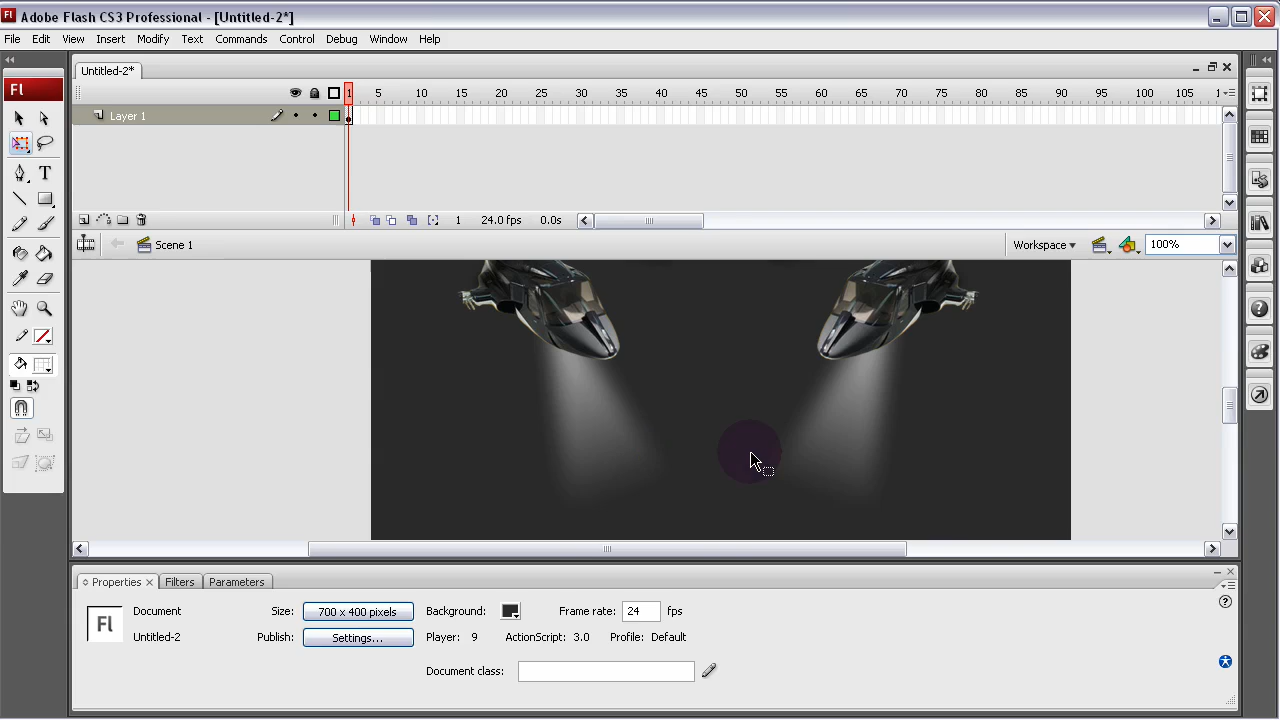 Fl Adobe Flash CS3 Professional - [Untitled-2*]
File Edit View Insert Modify Text Commands Control Debug Window Help
Untitled-2*
Fl
1 5 10 15 20 25 30 35 40 45 50 55 60 65 70 75 80 85 90 95 100 105 1
Layer 1
1 24.0 fps 0.0s
Scene 1 Workspace 100%
Properties Filters Parameters
Fl Document Size: 700 x 400 pixels Background: Frame rate: 24 fps
Untitled-2 Publish: Settings... Player: 9 ActionScript: 3.0 Profile: Default
Document class: